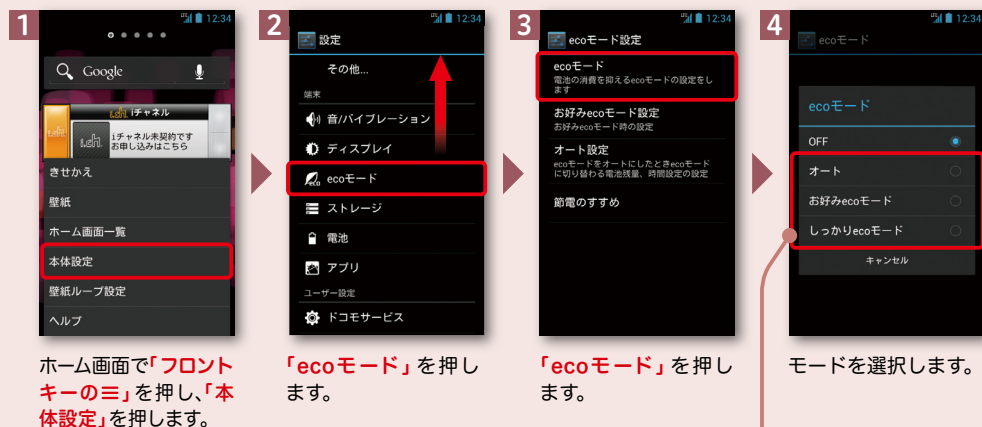 1
LTE 12:34
Google
i.ch. iチャネル
i.ch.
i.ch.
iチャネル未契約です
お申し込みはこちら
きせかえ
壁紙
ホーム画面一覧
本体設定
壁紙ループ設定
ヘルプ
ホーム画面で「フロント
キーの≡」を押し、「本
体設定」を押します。
2
LTE 12:34
設定
その他...
端末
音/バイブレーション
ディスプレイ
eco ecoモード
ストレージ
電池
アプリ
ユーザー設定
ドコモサービス
「ecoモード」を押し
ます。
3
LTE 12:34
ecoモード設定
ecoモード
電池の消費を抑えるecoモードの設定をし
ます
お好みecoモード設定
お好みecoモード時の設定
オート設定
ecoモードをオートにしたときecoモード
に切り替わる電池残量、時間設定の設定
節電のすすめ
「ecoモード」を押し
ます。
4
LTE 12:34
ecoモード
ecoモード
OFF
オート
お好みecoモード
しっかりecoモード
キャンセル
モードを選択します。